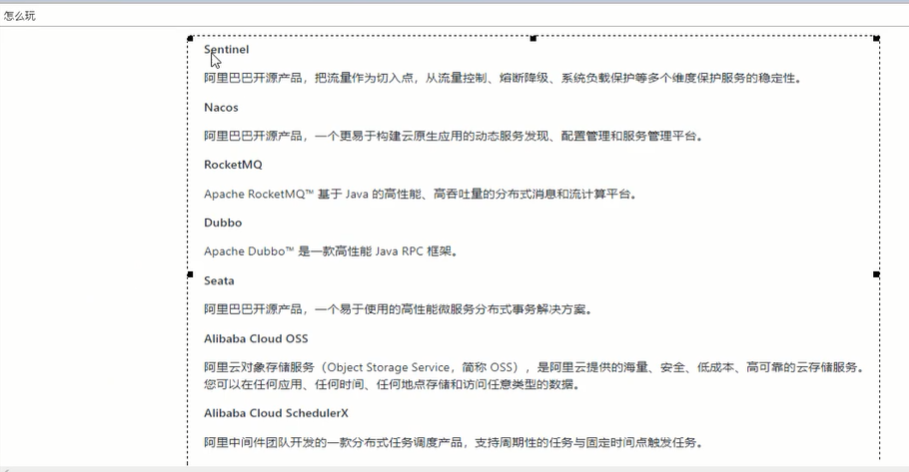 怎么玩
Sentinel
阿里巴巴开源产品，把流量作为切入点，从流量控制、熔断降级、系统负载保护等多个维度保护服务的稳定性。
Nacos
阿里巴巴开源产品，一个更易于构建云原生应用的动态服务发现、配置管理和服务管理平台。
RocketMQ
Apache RocketMQ™ 基于 Java 的高性能、高吞吐量的分布式消息和流计算平台。
Dubbo
Apache Dubbo™ 是一款高性能 Java RPC 框架。
Seata
阿里巴巴开源产品，一个易于使用的高性能微服务分布式事务解决方案。
Alibaba Cloud OSS
阿里云对象存储服务（Object Storage Service，简称 OSS），是阿里云提供的海量、安全、低成本、高可靠的云存储服务。
您可以在任何应用、任何时间、任何地点存储和访问任意类型的数据。
Alibaba Cloud SchedulerX
阿里中间件团队开发的一款分布式任务调度产品，支持周期性的任务与固定时间点触发任务。